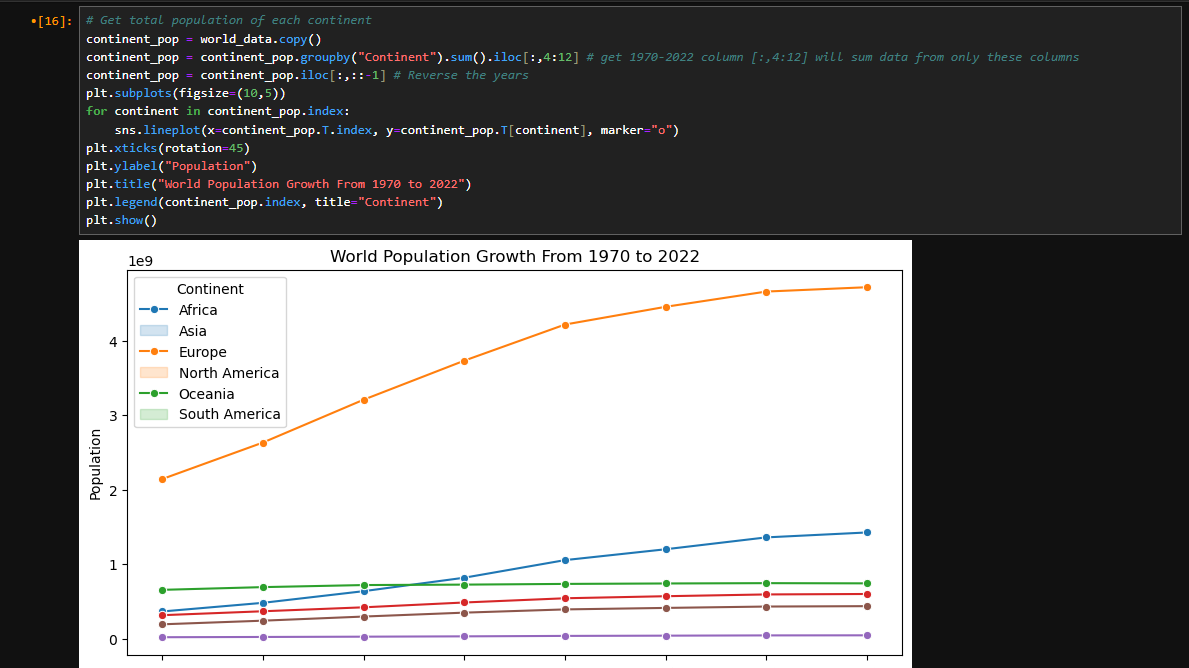 •[16]:
# Get total population of each continent
continent_pop = world_data.copy()
continent_pop = continent_pop.groupby("Continent").sum().iloc[:,4:12] # get 1970-2022 column [:,4:12] will sum data from only these columns
continent_pop = continent_pop.iloc[:,::-1] # Reverse the years
plt.subplots(figsize=(10,5))
for continent in continent_pop.index:
    sns.lineplot(x=continent_pop.T.index, y=continent_pop.T[continent], marker="o")
plt.xticks(rotation=45)
plt.ylabel("Population")
plt.title("World Population Growth From 1970 to 2022")
plt.legend(continent_pop.index, title="Continent")
plt.show()
World Population Growth From 1970 to 2022
1e9
Continent
Africa
Asia
Europe
North America
Oceania
South America
4
3
2
1
0
Population